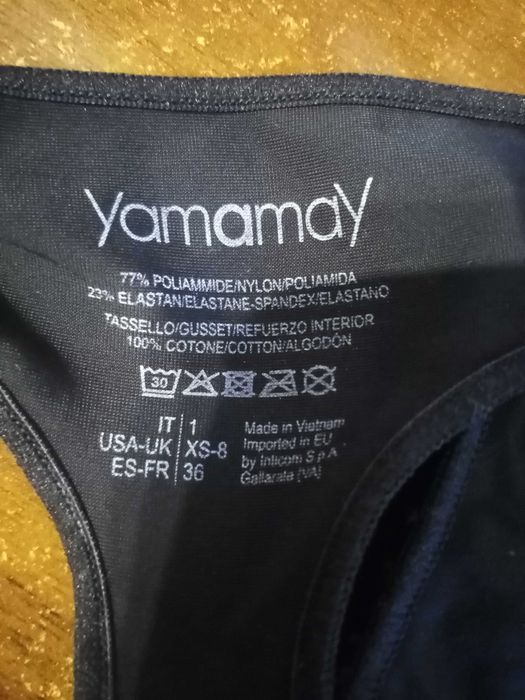 yamamay
77% POLIAMMIDE/NYLON/POLIAMIDA
23% ELASTAN/ELASTANE-SPANDEX/ELASTANO
TASSELLO/GUSSET/REFUERZO INTERIOR
100% COTONE/COTTON/ALGODÓN
30
IT 1
USA-UK XS-8
ES-FR 36
Made in Vietnam
Imported in EU
by Inticom S.p.A
Gallarate [VA]